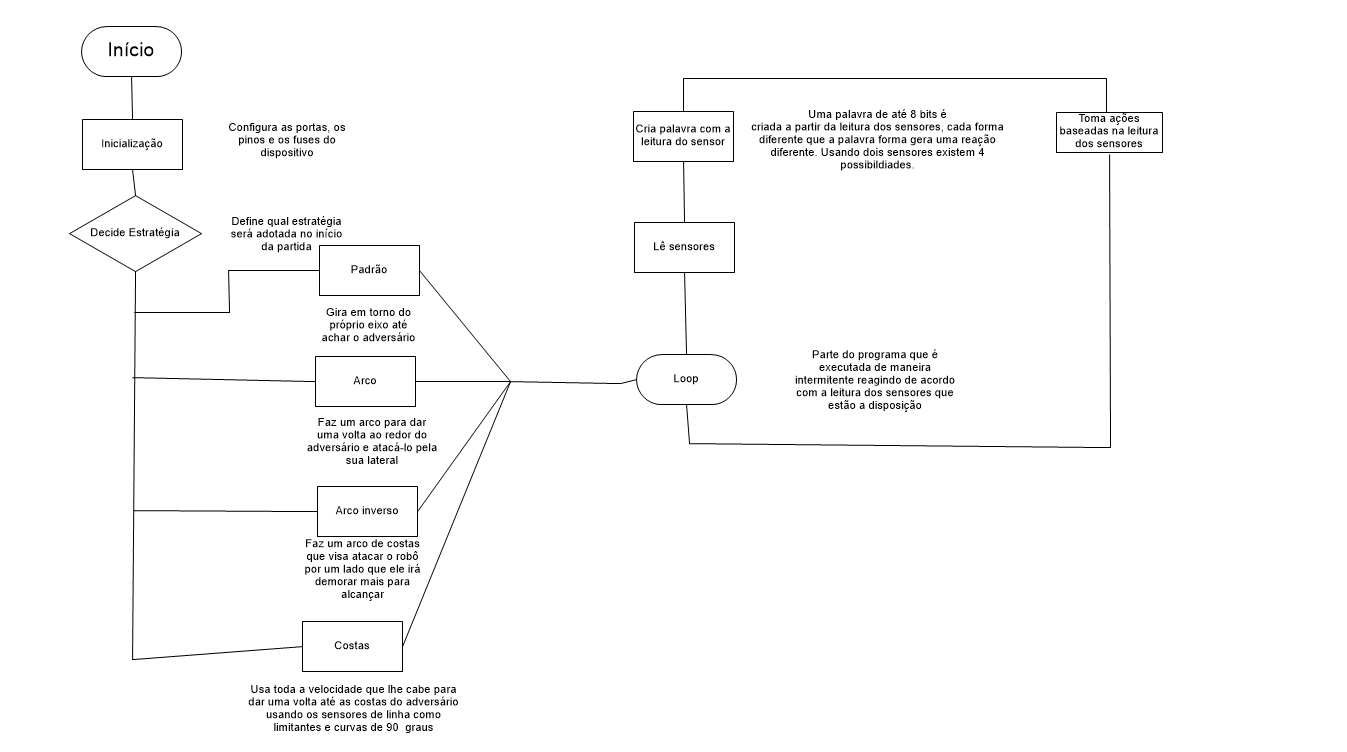 Início
Inicialização
Configura as portas, os
pinos e os fuses do
dispositivo
Decide Estratégia
Define qual estratégia
será adotada no início
da partida
Padrão
Gira em torno do
próprio eixo até
achar o adversário
Arco
Faz um arco para dar
uma volta ao redor do
adversário e atacá-lo pela
sua lateral
Arco inverso
Faz um arco de costas
que visa atacar o robô
por um lado que ele irá
demorar mais para
alcançar
Costas
Usa toda a velocidade que lhe cabe para
dar uma volta até as costas do adversário
usando os sensores de linha como
limitantes e curvas de 90  graus
Cria palavra com a
leitura do sensor
Uma palavra de até 8 bits é
criada a partir da leitura dos sensores, cada forma
diferente que a palavra forma gera uma reação
diferente. Usando dois sensores existem 4
possibildiades.
Toma ações
baseadas na leitura
dos sensores
Lê sensores
Loop
Parte do programa que é
executada de maneira
intermitente reagindo de acordo
com a leitura dos sensores que
estão a disposição